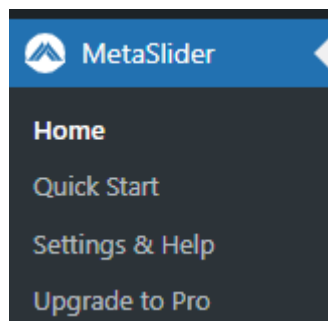 MetaSlider
Home
Quick Start
Settings & Help
Upgrade to Pro